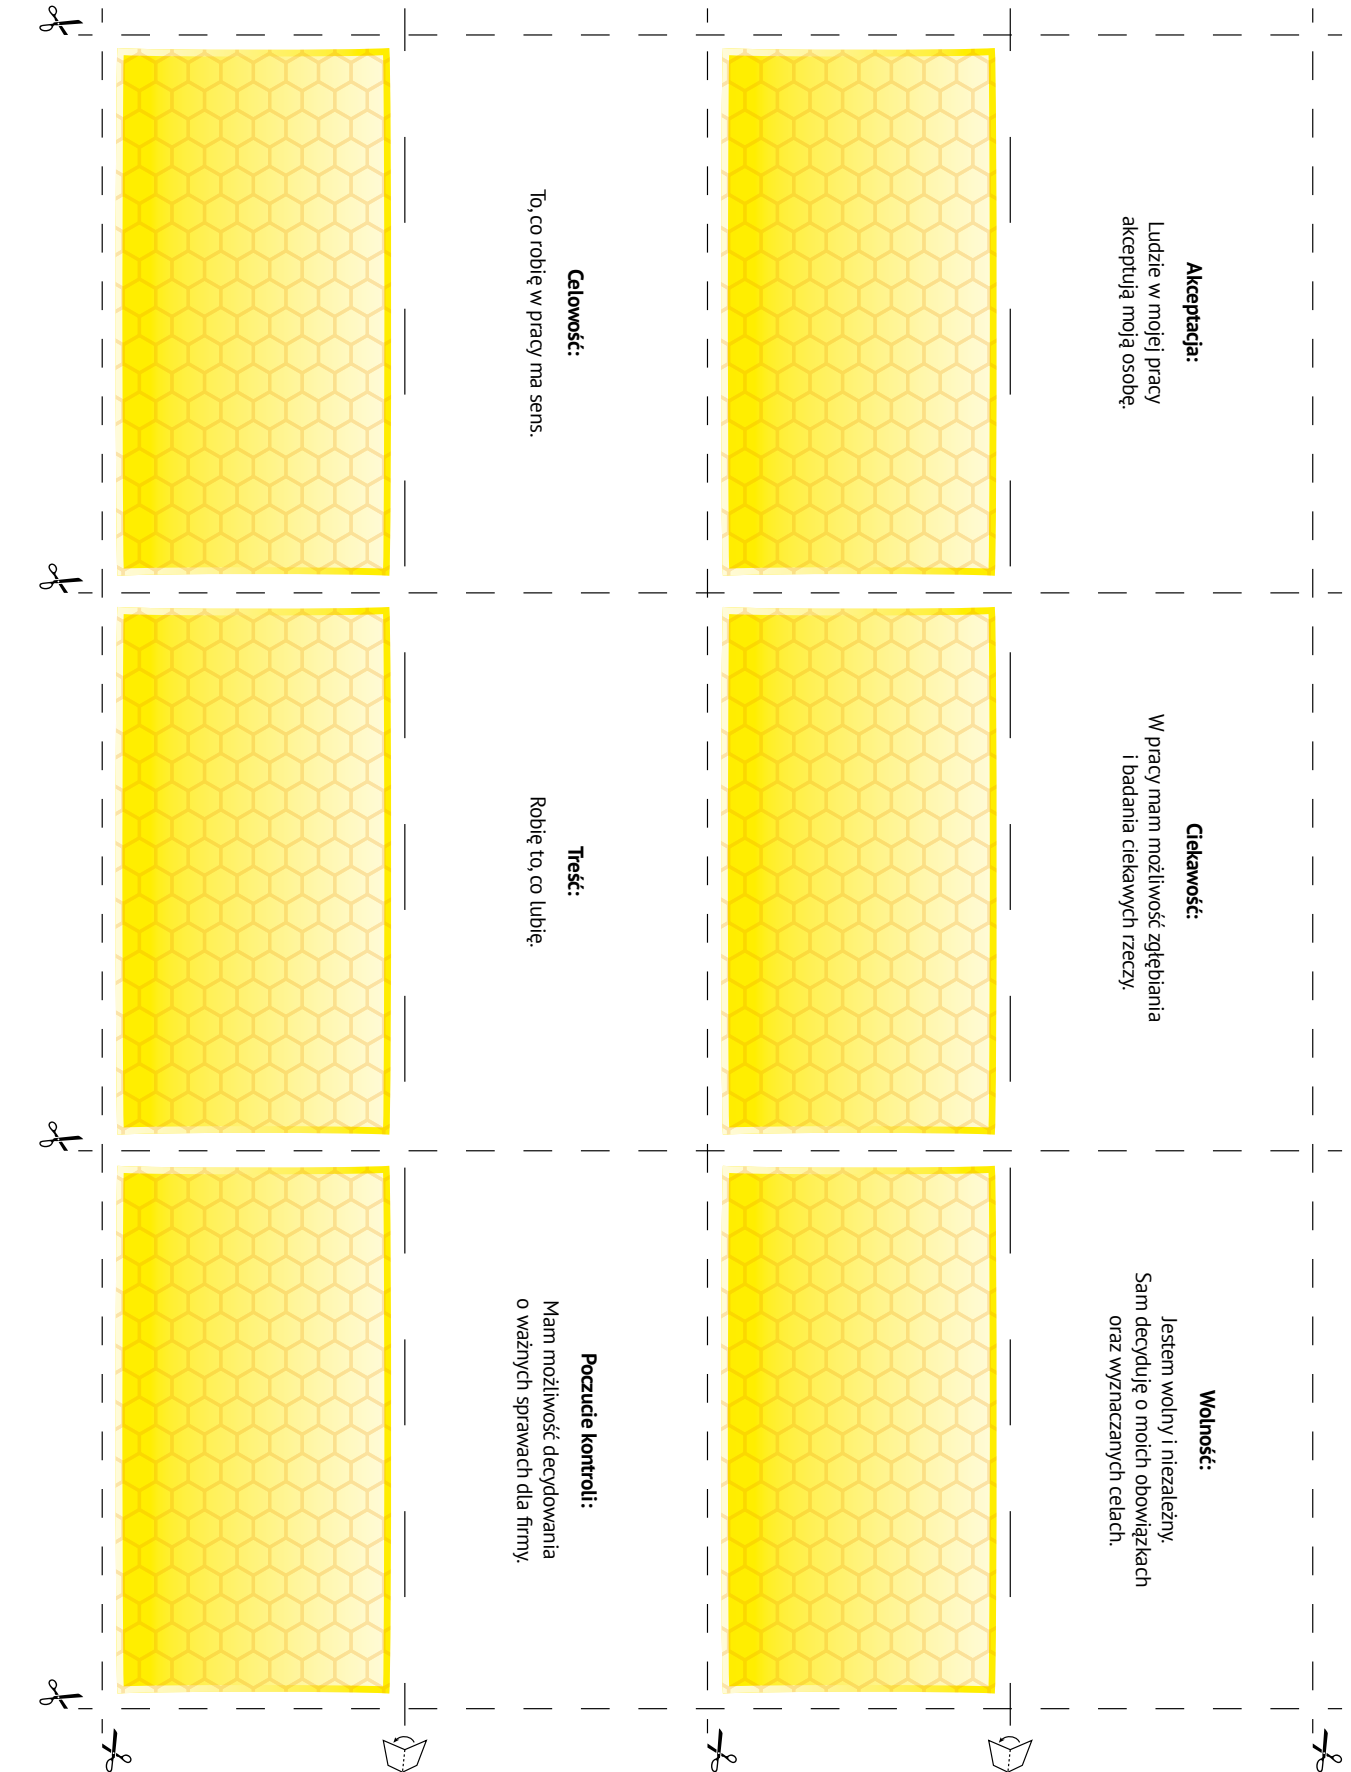 Akceptacja:
Ludzie w mojej pracy
akceptują moją osobę.
Ciekawość:
W pracy mam możliwość zgłębiania
i badania ciekawych rzeczy.
Wolność:
Jestem wolny i niezależny.
Sam decyduję o moich obowiązkach
oraz wyznaczanych celach.
Celowość:
To, co robię w pracy ma sens.
Treść:
Robię to, co lubię.
Poczucie kontroli:
Mam możliwość decydowania
o ważnych sprawach dla firmy.